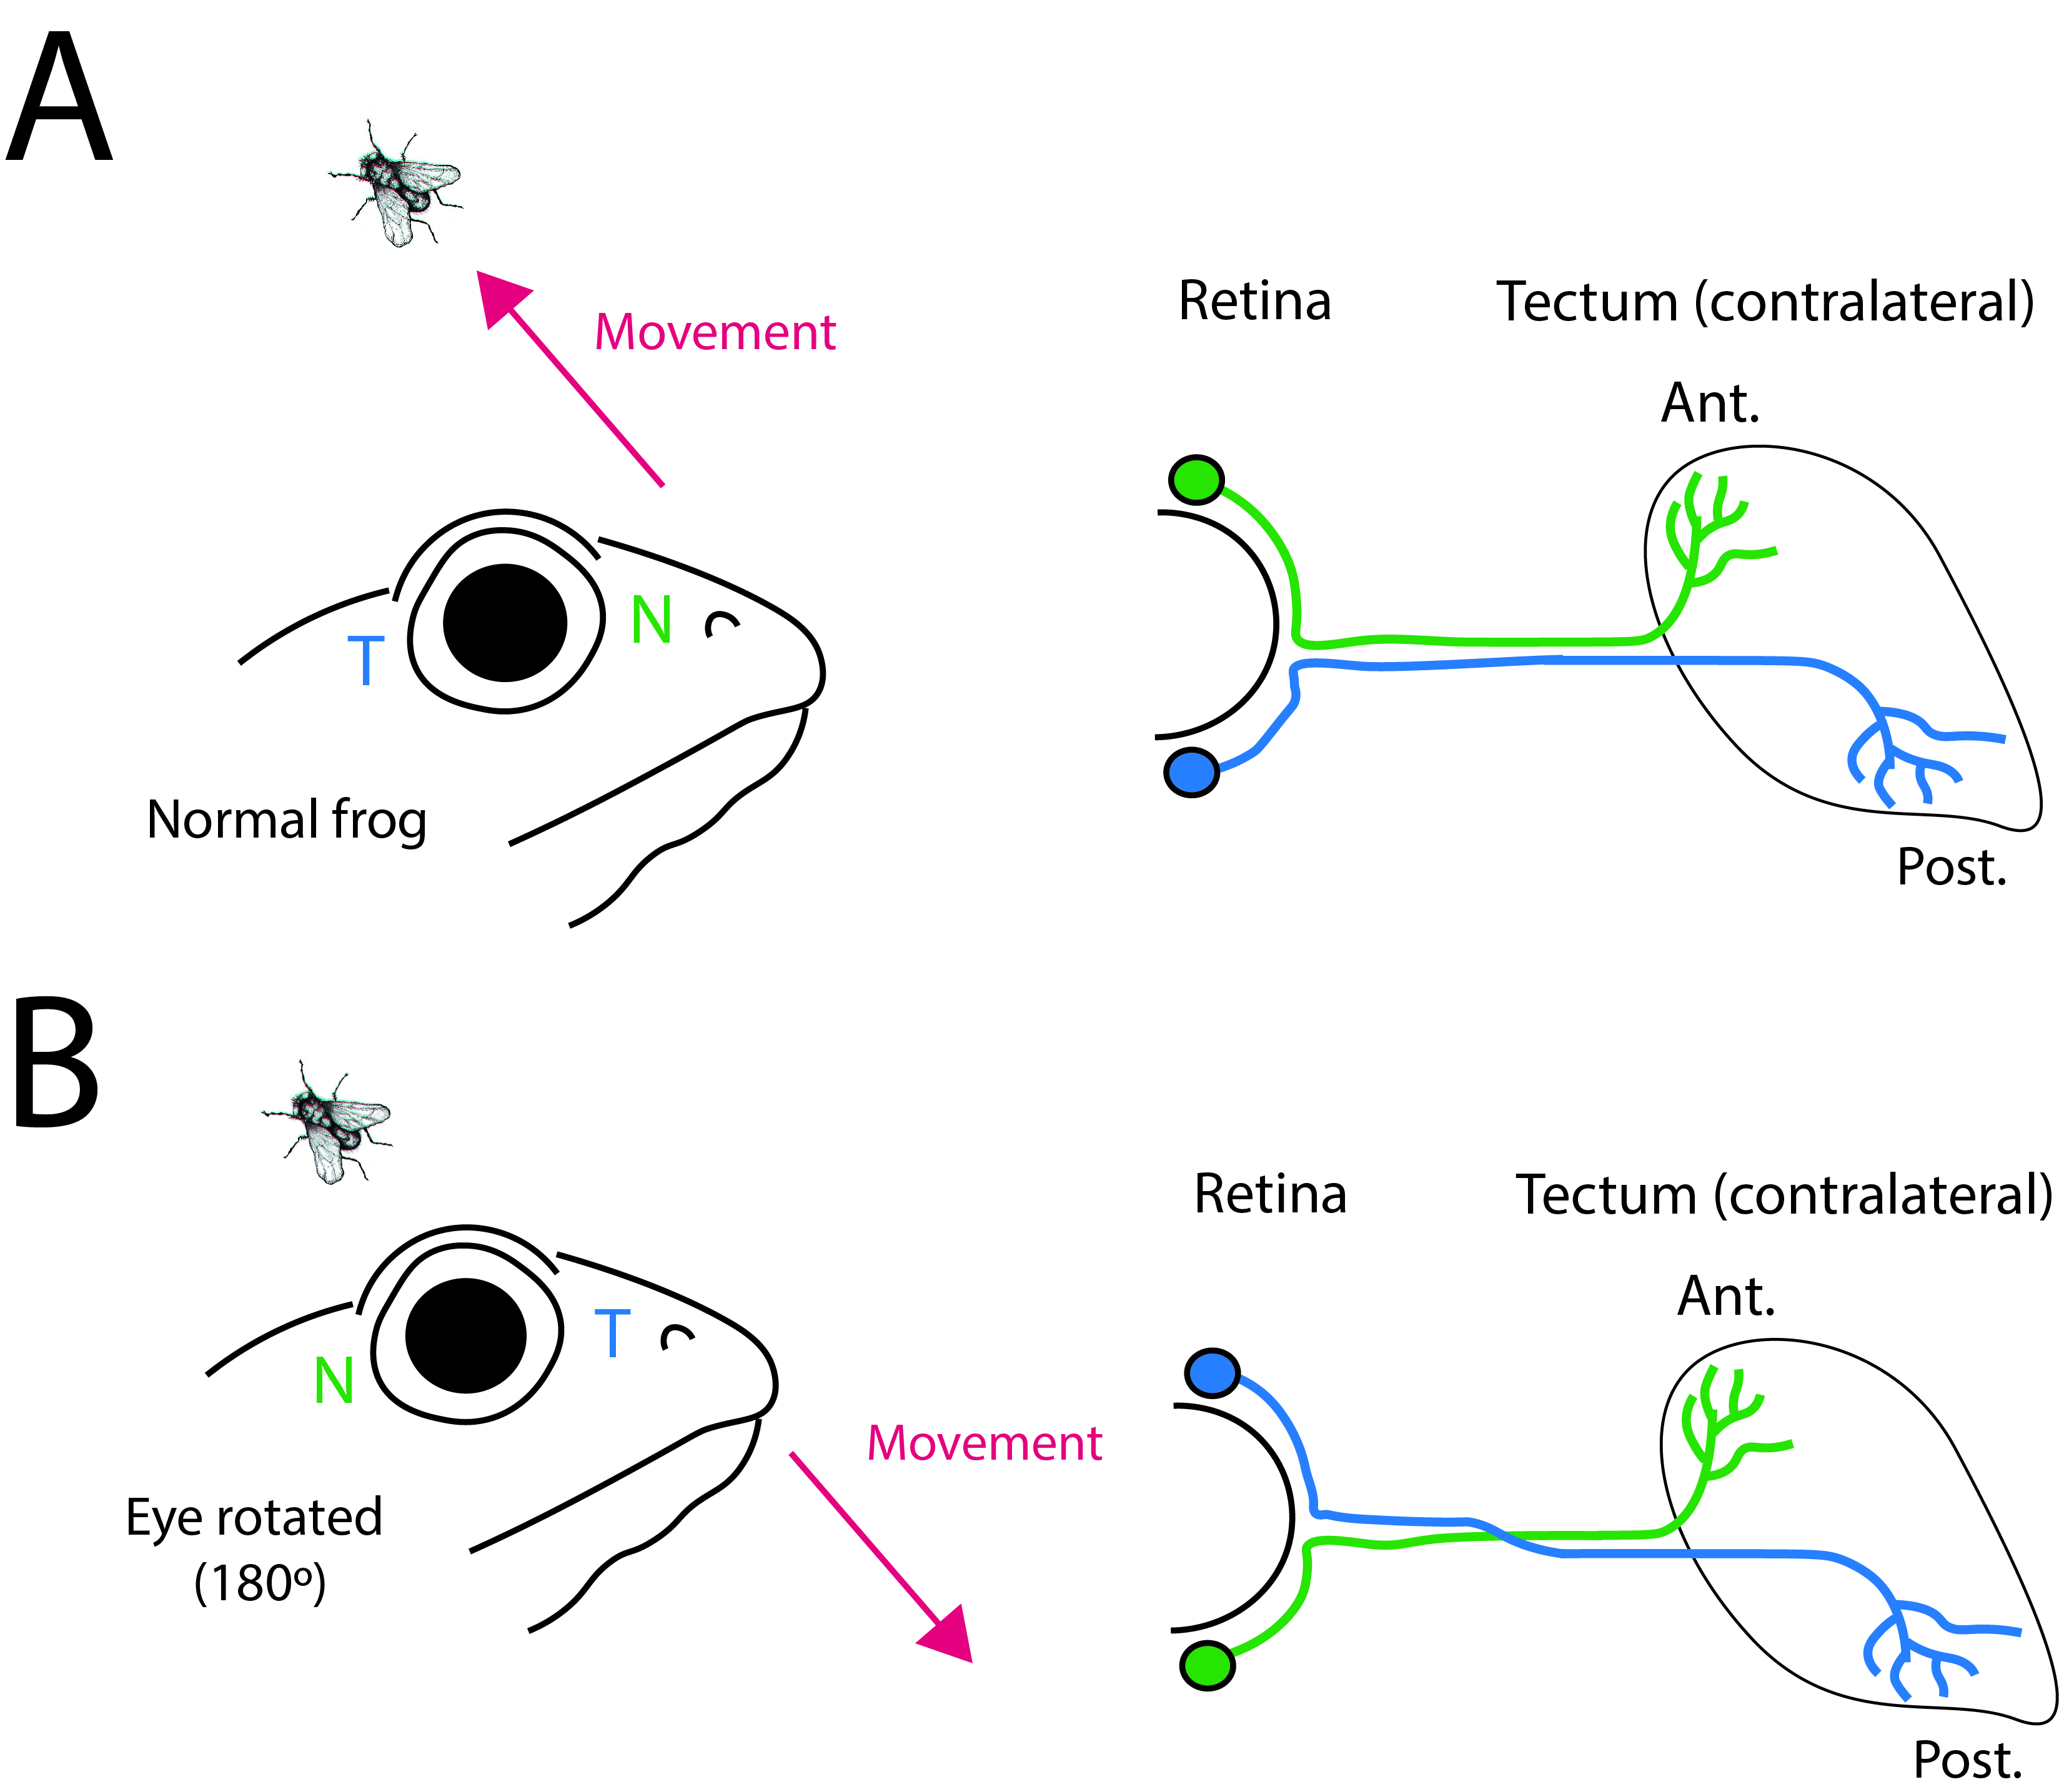 A
Movement
Retina
Tectum (contralateral)
Ant.
N
T
Normal frog
Post.
B
Retina
Tectum (contralateral)
Ant.
T
N
Movement
Eye rotated
(180º)
Post.